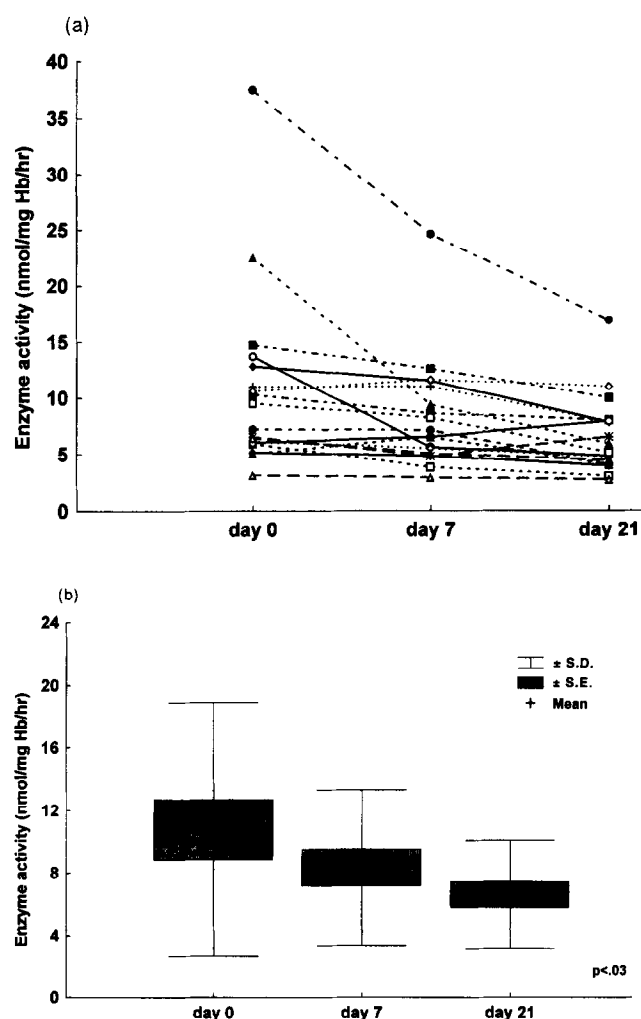 (a)
Enzyme activity (nmol/mg Hb/hr)
40
35
30
25
20
15
10
5
0
day 0
day 7
day 21
(b)
Enzyme activity (nmol/mg Hb/hr)
24
20
16
12
8
4
0
± S.D.
± S.E.
+ Mean
p<.03
day 0
day 7
day 21